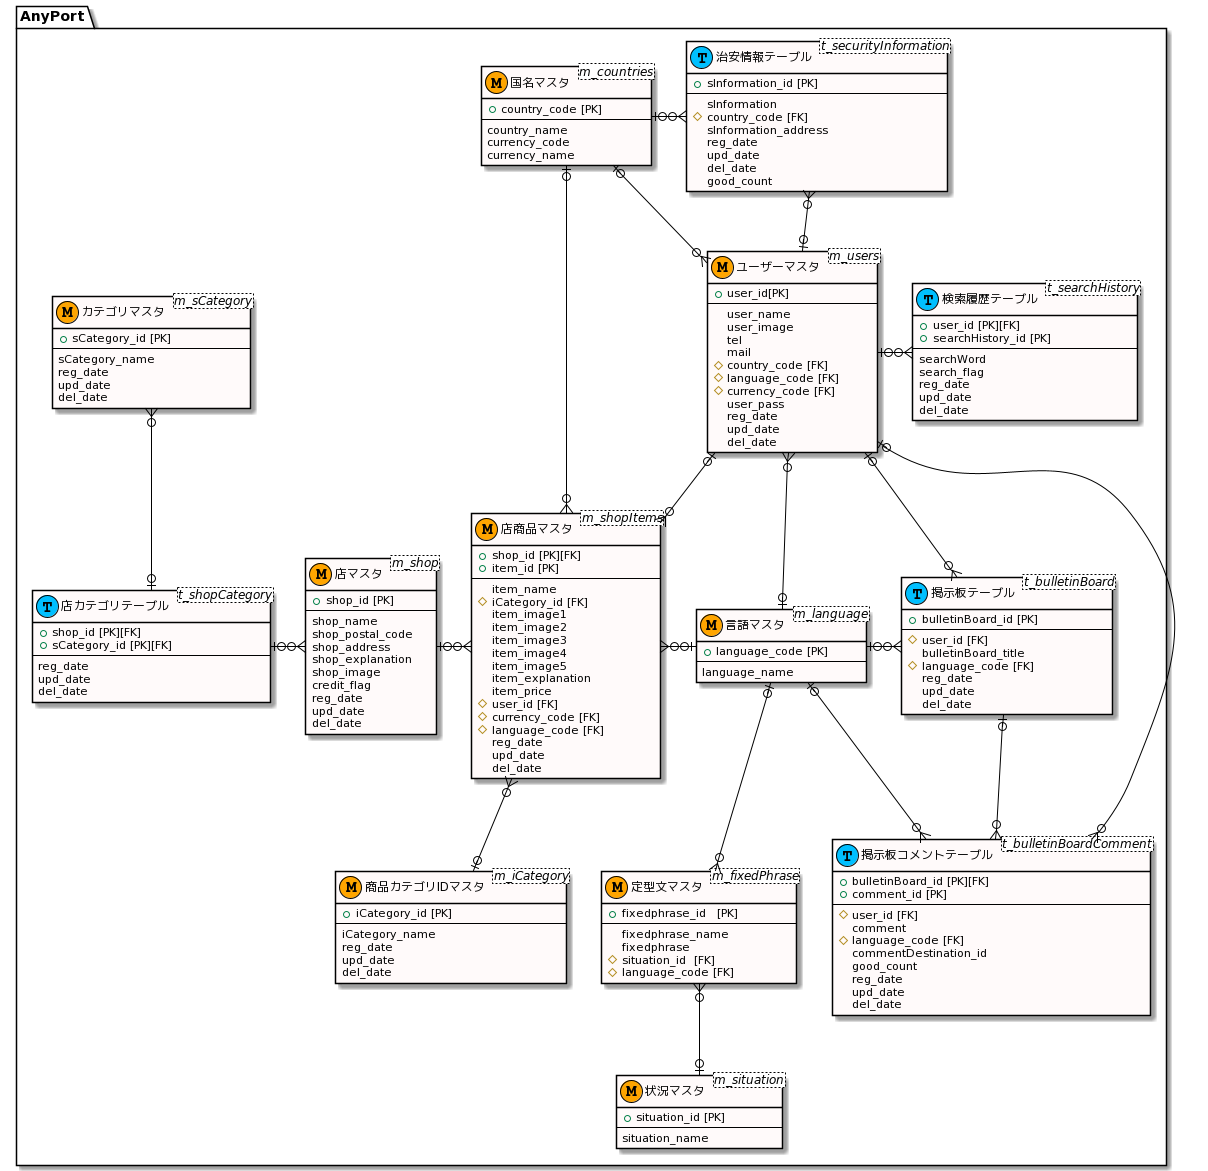 AnyPort
t_securityInformation
T 治安情報テーブル
sInformation_id [PK]
sInformation
country_code [FK]
sInformation_address
reg_date
upd_date
del_date
good_count
m_countries
M 国名マスタ
country_code [PK]
country_name
currency_code
currency_name
m_users
M ユーザーマスタ
user_id[PK]
user_name
user_image
tel
mail
country_code [FK]
language_code [FK]
currency_code [FK]
user_pass
reg_date
upd_date
del_date
t_searchHistory
T 検索履歴テーブル
user_id [PK][FK]
searchHistory_id [PK]
searchWord
search_flag
reg_date
upd_date
del_date
m_sCategory
M カテゴリマスタ
sCategory_id [PK]
sCategory_name
reg_date
upd_date
del_date
t_shopCategory
T 店カテゴリテーブル
shop_id [PK][FK]
sCategory_id [PK][FK]
reg_date
upd_date
del_date
m_shop
M 店マスタ
shop_id [PK]
shop_name
shop_postal_code
shop_address
shop_explanation
shop_image
credit_flag
reg_date
upd_date
del_date
m_shopItems
M 店商品マスタ
shop_id [PK][FK]
item_id [PK]
item_name
iCategory_id [FK]
item_image1
item_image2
item_image3
item_image4
item_image5
item_explanation
item_price
user_id [FK]
currency_code [FK]
language_code [FK]
reg_date
upd_date
del_date
m_language
M 言語マスタ
language_code [PK]
language_name
t_bulletinBoard
T 掲示板テーブル
bulletinBoard_id [PK]
user_id [FK]
bulletinBoard_title
language_code [FK]
reg_date
upd_date
del_date
m_iCategory
M 商品カテゴリIDマスタ
iCategory_id [PK]
iCategory_name
reg_date
upd_date
del_date
m_fixedPhrase
M 定型文マスタ
fixedphrase_id [PK]
fixedphrase_name
fixedphrase
situation_id [FK]
language_code [FK]
t_bulletinBoardComment
T 掲示板コメントテーブル
bulletinBoard_id [PK][FK]
comment_id [PK]
user_id [FK]
comment
language_code [FK]
commentDestination_id
good_count
reg_date
upd_date
del_date
m_situation
M 状況マスタ
situation_id [PK]
situation_name